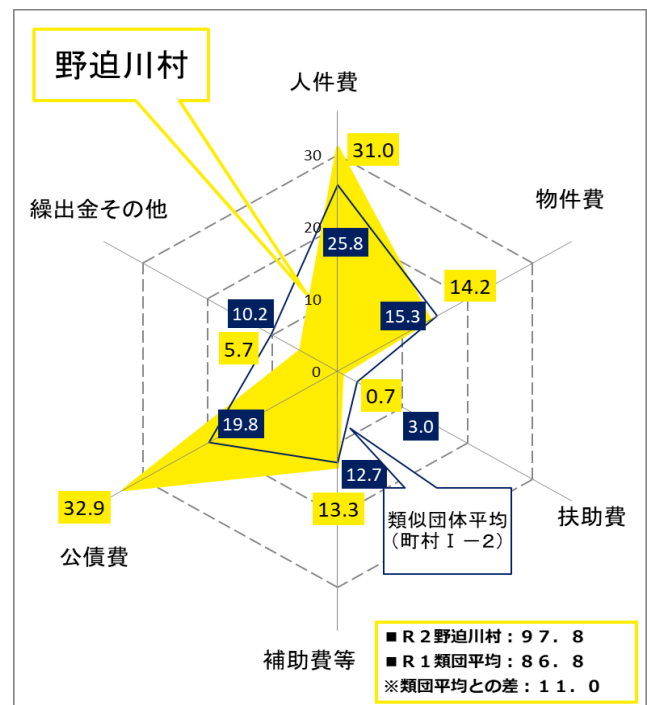 野迫川村
人件費
31.0
30
物件費
繰出金その他
20
25.8
14.2
10
10.2
15.3
5.7
0
0.7
19.8
3.0
12.7
32.9
13.3
類似団体平均
(町村Ⅰ－2)
扶助費
公債費
補助費等
■Ｒ２野迫川村：９７．８
■Ｒ１類団平均：８６．８
※類団平均との差：１１．０